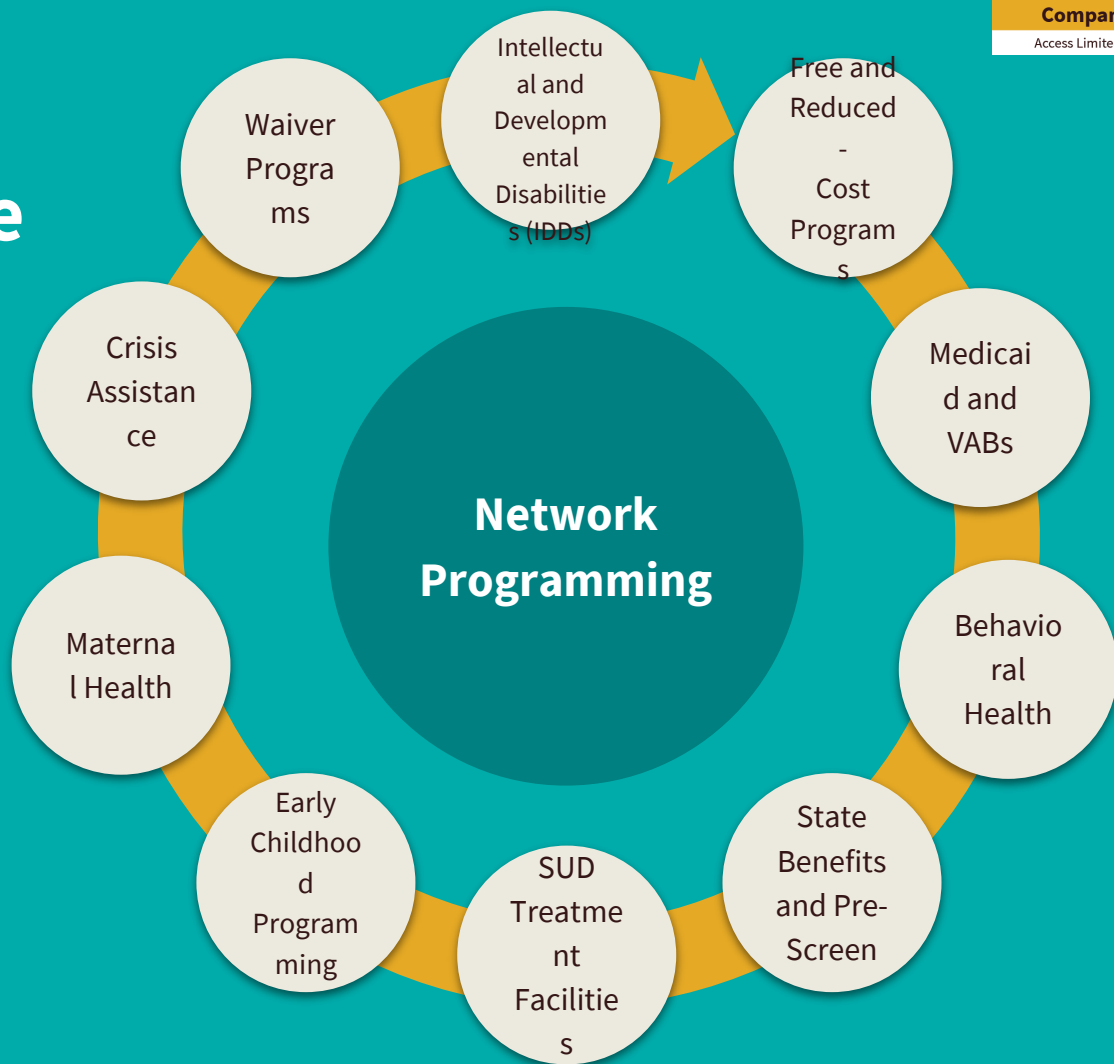 Compar
Access Limite
e
Intellectu
al and
Developm
ental
Disabilitie
s (IDDs)
Free and
Reduced
-
Cost
Program
s
Medicai
d and
VABs
Behavio
ral
Health
State
Benefits
and Pre-
Screen
SUD
Treatme
nt
Facilitie
s
Early
Childhoo
d
Program
ming
Materna
l Health
Crisis
Assistan
ce
Waiver
Progra
ms
Network
Programming